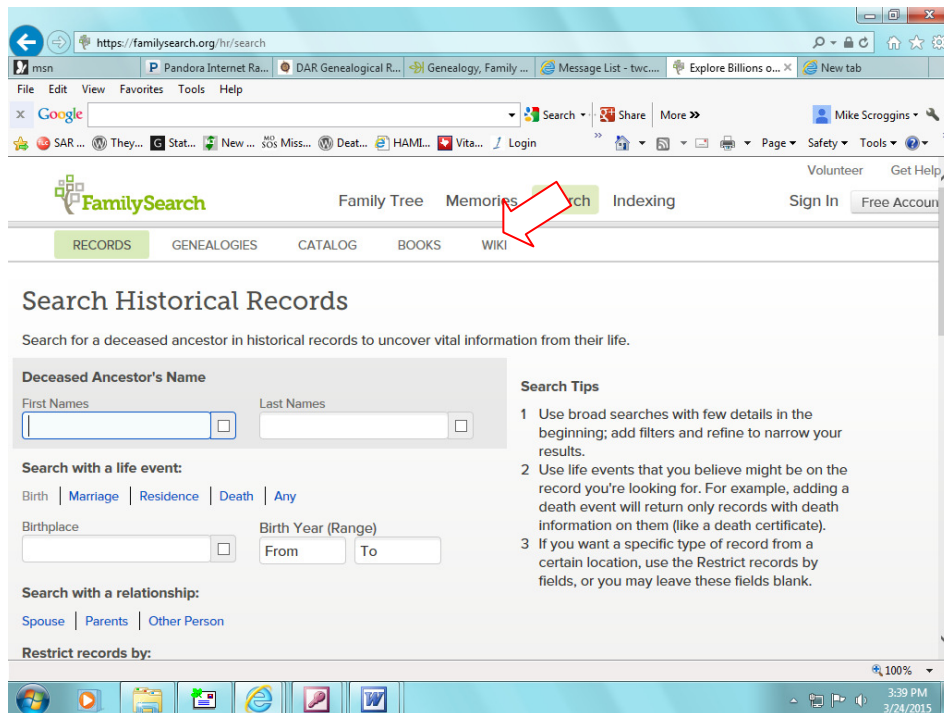 https://familysearch.org/hr/search
msn Pandora Internet Ra... DAR Genealogical R... Genealogy, Family ... Message List - twc.... Explore Billions o... New tab
File Edit View Favorites Tools Help
x Google Search Share More >> Mike Scroggins
SAR ... They... G Stat... New ... MO SOS Miss... Deat... HAMI... Vita... Login >> Page Safety Tools
Volunteer Get Help
FamilySearch Family Tree Memories rch Indexing Sign In Free Accoun
RECORDS GENEALOGIES CATALOG BOOKS WIKI
Search Historical Records
Search for a deceased ancestor in historical records to uncover vital information from their life.
Deceased Ancestor's Name
First Names Last Names
Search with a life event:
Birth | Marriage | Residence | Death | Any
Birthplace Birth Year (Range)
From To
Search with a relationship:
Spouse | Parents | Other Person
Restrict records by:
Search Tips
1 Use broad searches with few details in the
beginning; add filters and refine to narrow your
results.
2 Use life events that you believe might be on the
record you're looking for. For example, adding a
death event will return only records with death
information on them (like a death certificate).
3 If you want a specific type of record from a
certain location, use the Restrict records by
fields, or you may leave these fields blank.
100%
3:39 PM
3/24/2015